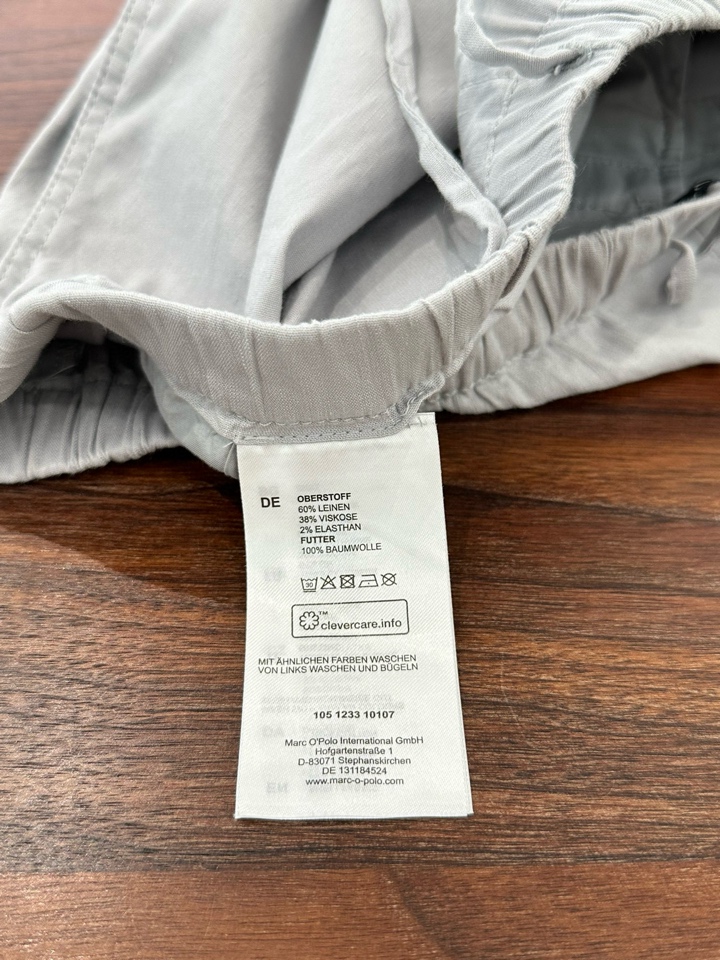 DE
OBERSTOFF
60% LEINEN
38% VISKOSE
2% ELASTHAN
FUTTER
100% BAUMWOLLE
30
™
clevercare.info
MIT ÄHNLICHEN FARBEN WASCHEN
VON LINKS WASCHEN UND BÜGELN
105 1233 10107
Marc O'Polo International GmbH
Hofgartenstraße 1
D-83071 Stephanskirchen
DE 131184524
www.marc-o-polo.com